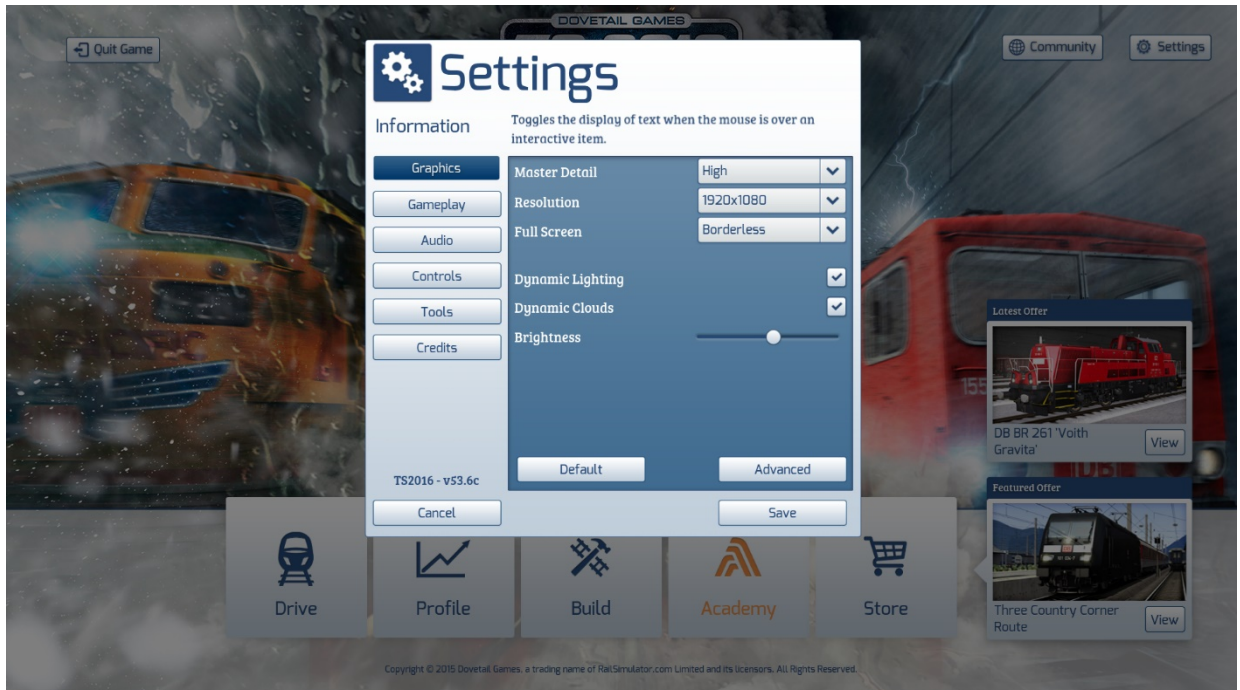 DOVETAIL GAMES
Quit Game
Community
Settings
Settings
Information
Toggles the display of text when the mouse is over an
interactive item.
Graphics
Gameplay
Audio
Controls
Tools
Credits
TS2016 - v53.6c
Cancel
Master Detail High
Resolution 1920x1080
Full Screen Borderless
Dynamic Lighting
Dynamic Clouds
Brightness
Default
Advanced
Save
155
Latest Offer
DB BR 261 'Voith
Gravita'
View
Featured Offer
Three Country Corner
Route
View
Drive
Profile
Build
Academy
Store
Copyright © 2015 Dovetail Games, a trading name of RailSimulator.com Limited and its licensors. All Rights Reserved.